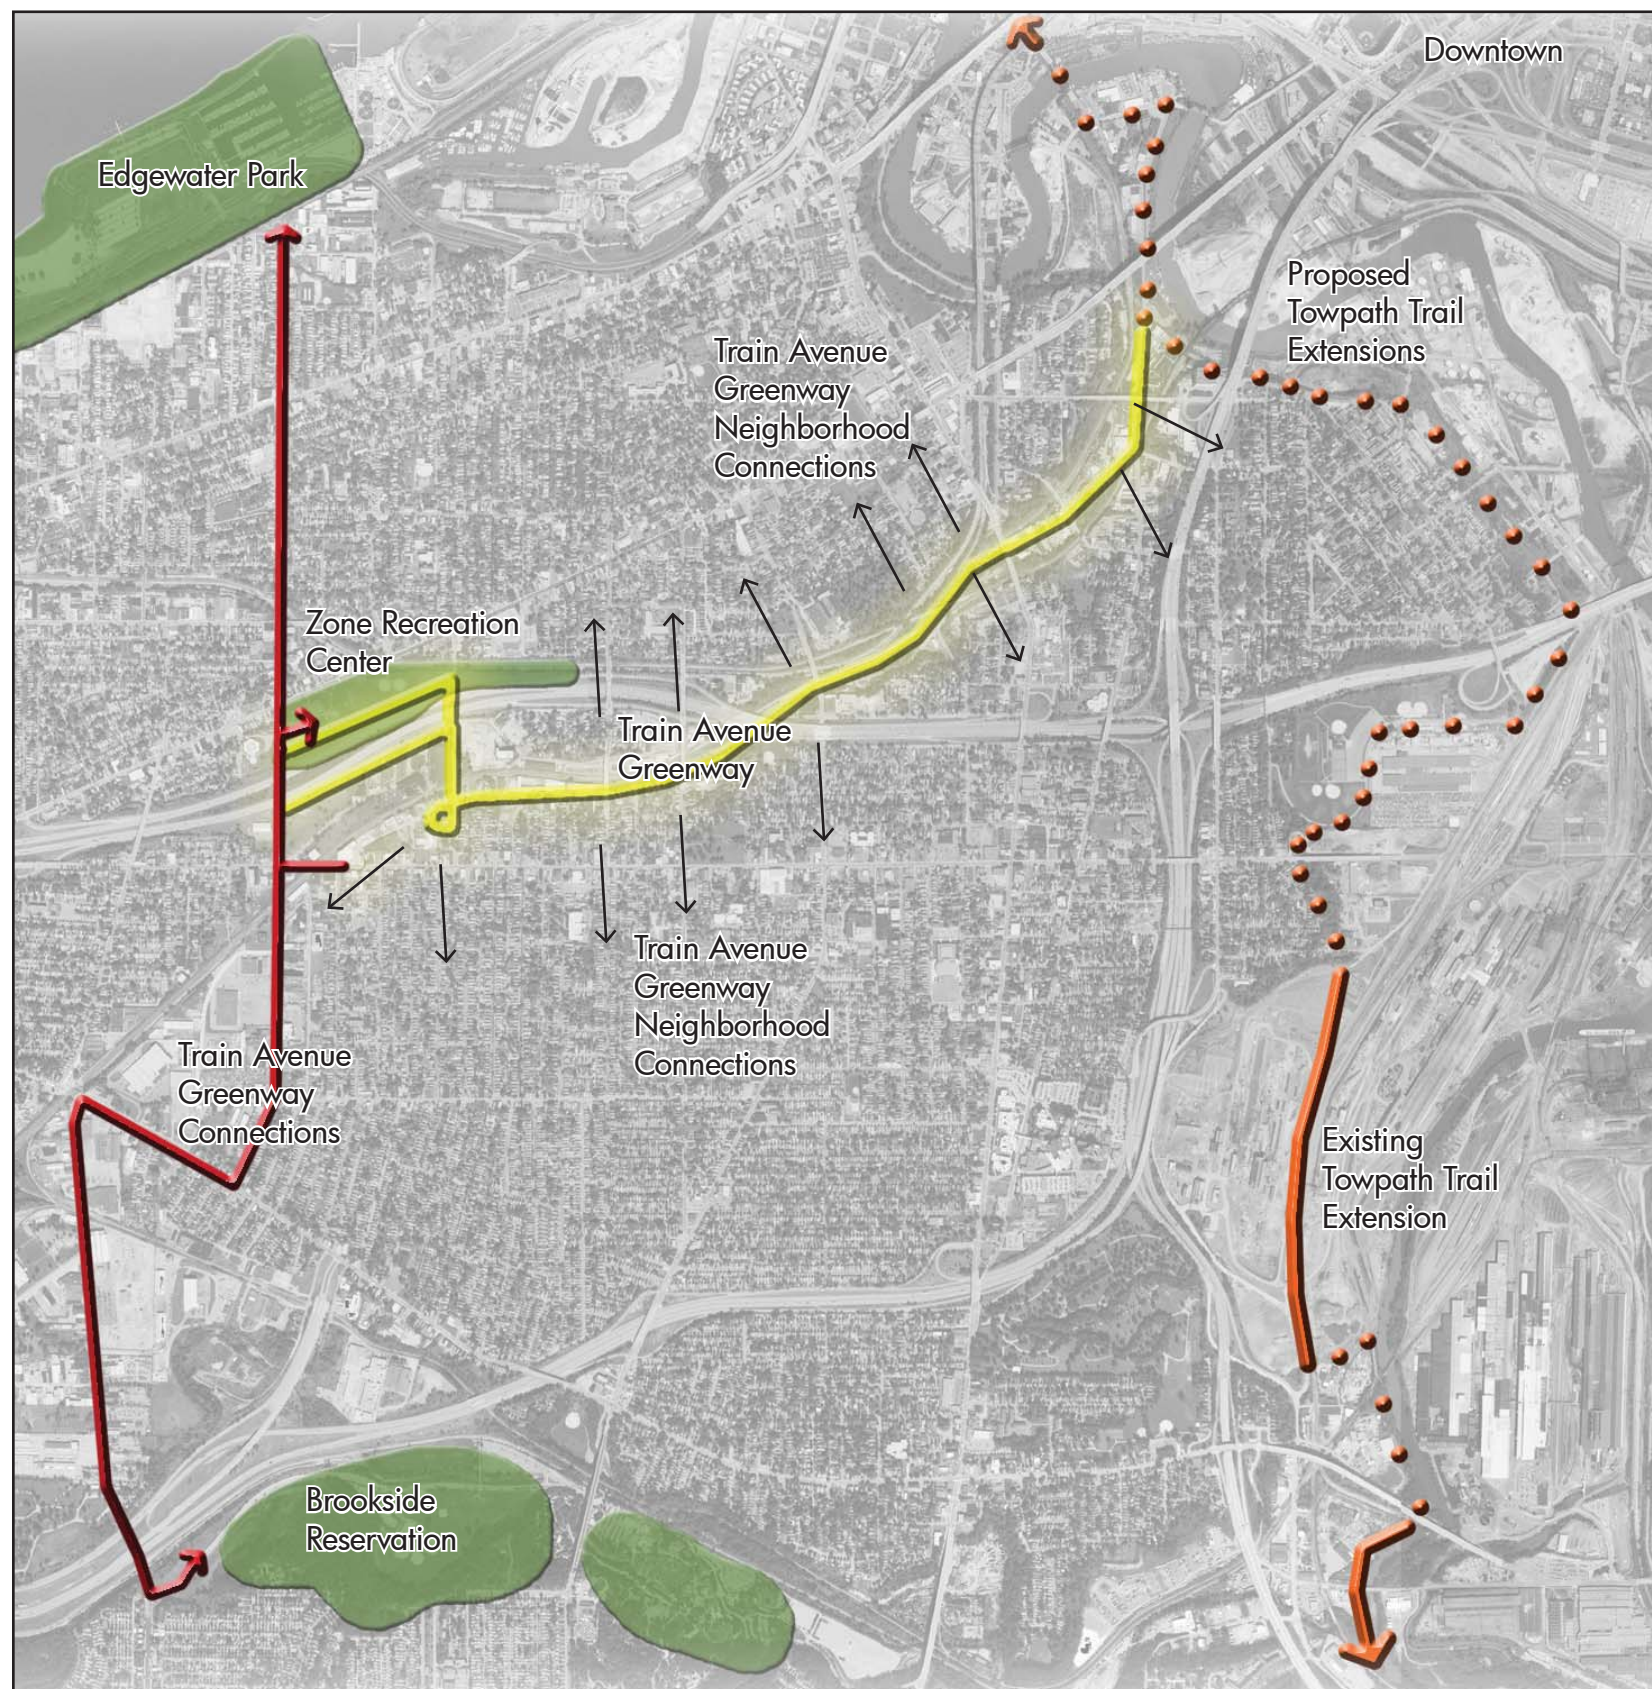 Downtown
Edgewater Park
Proposed
Towpath Trail
Extensions
Train Avenue
Greenway
Neighborhood
Connections
Zone Recreation
Center
Train Avenue
Greenway
Train Avenue
Greenway
Neighborhood
Connections
Train Avenue
Greenway
Connections
Existing
Towpath Trail
Extension
Brookside
Reservation